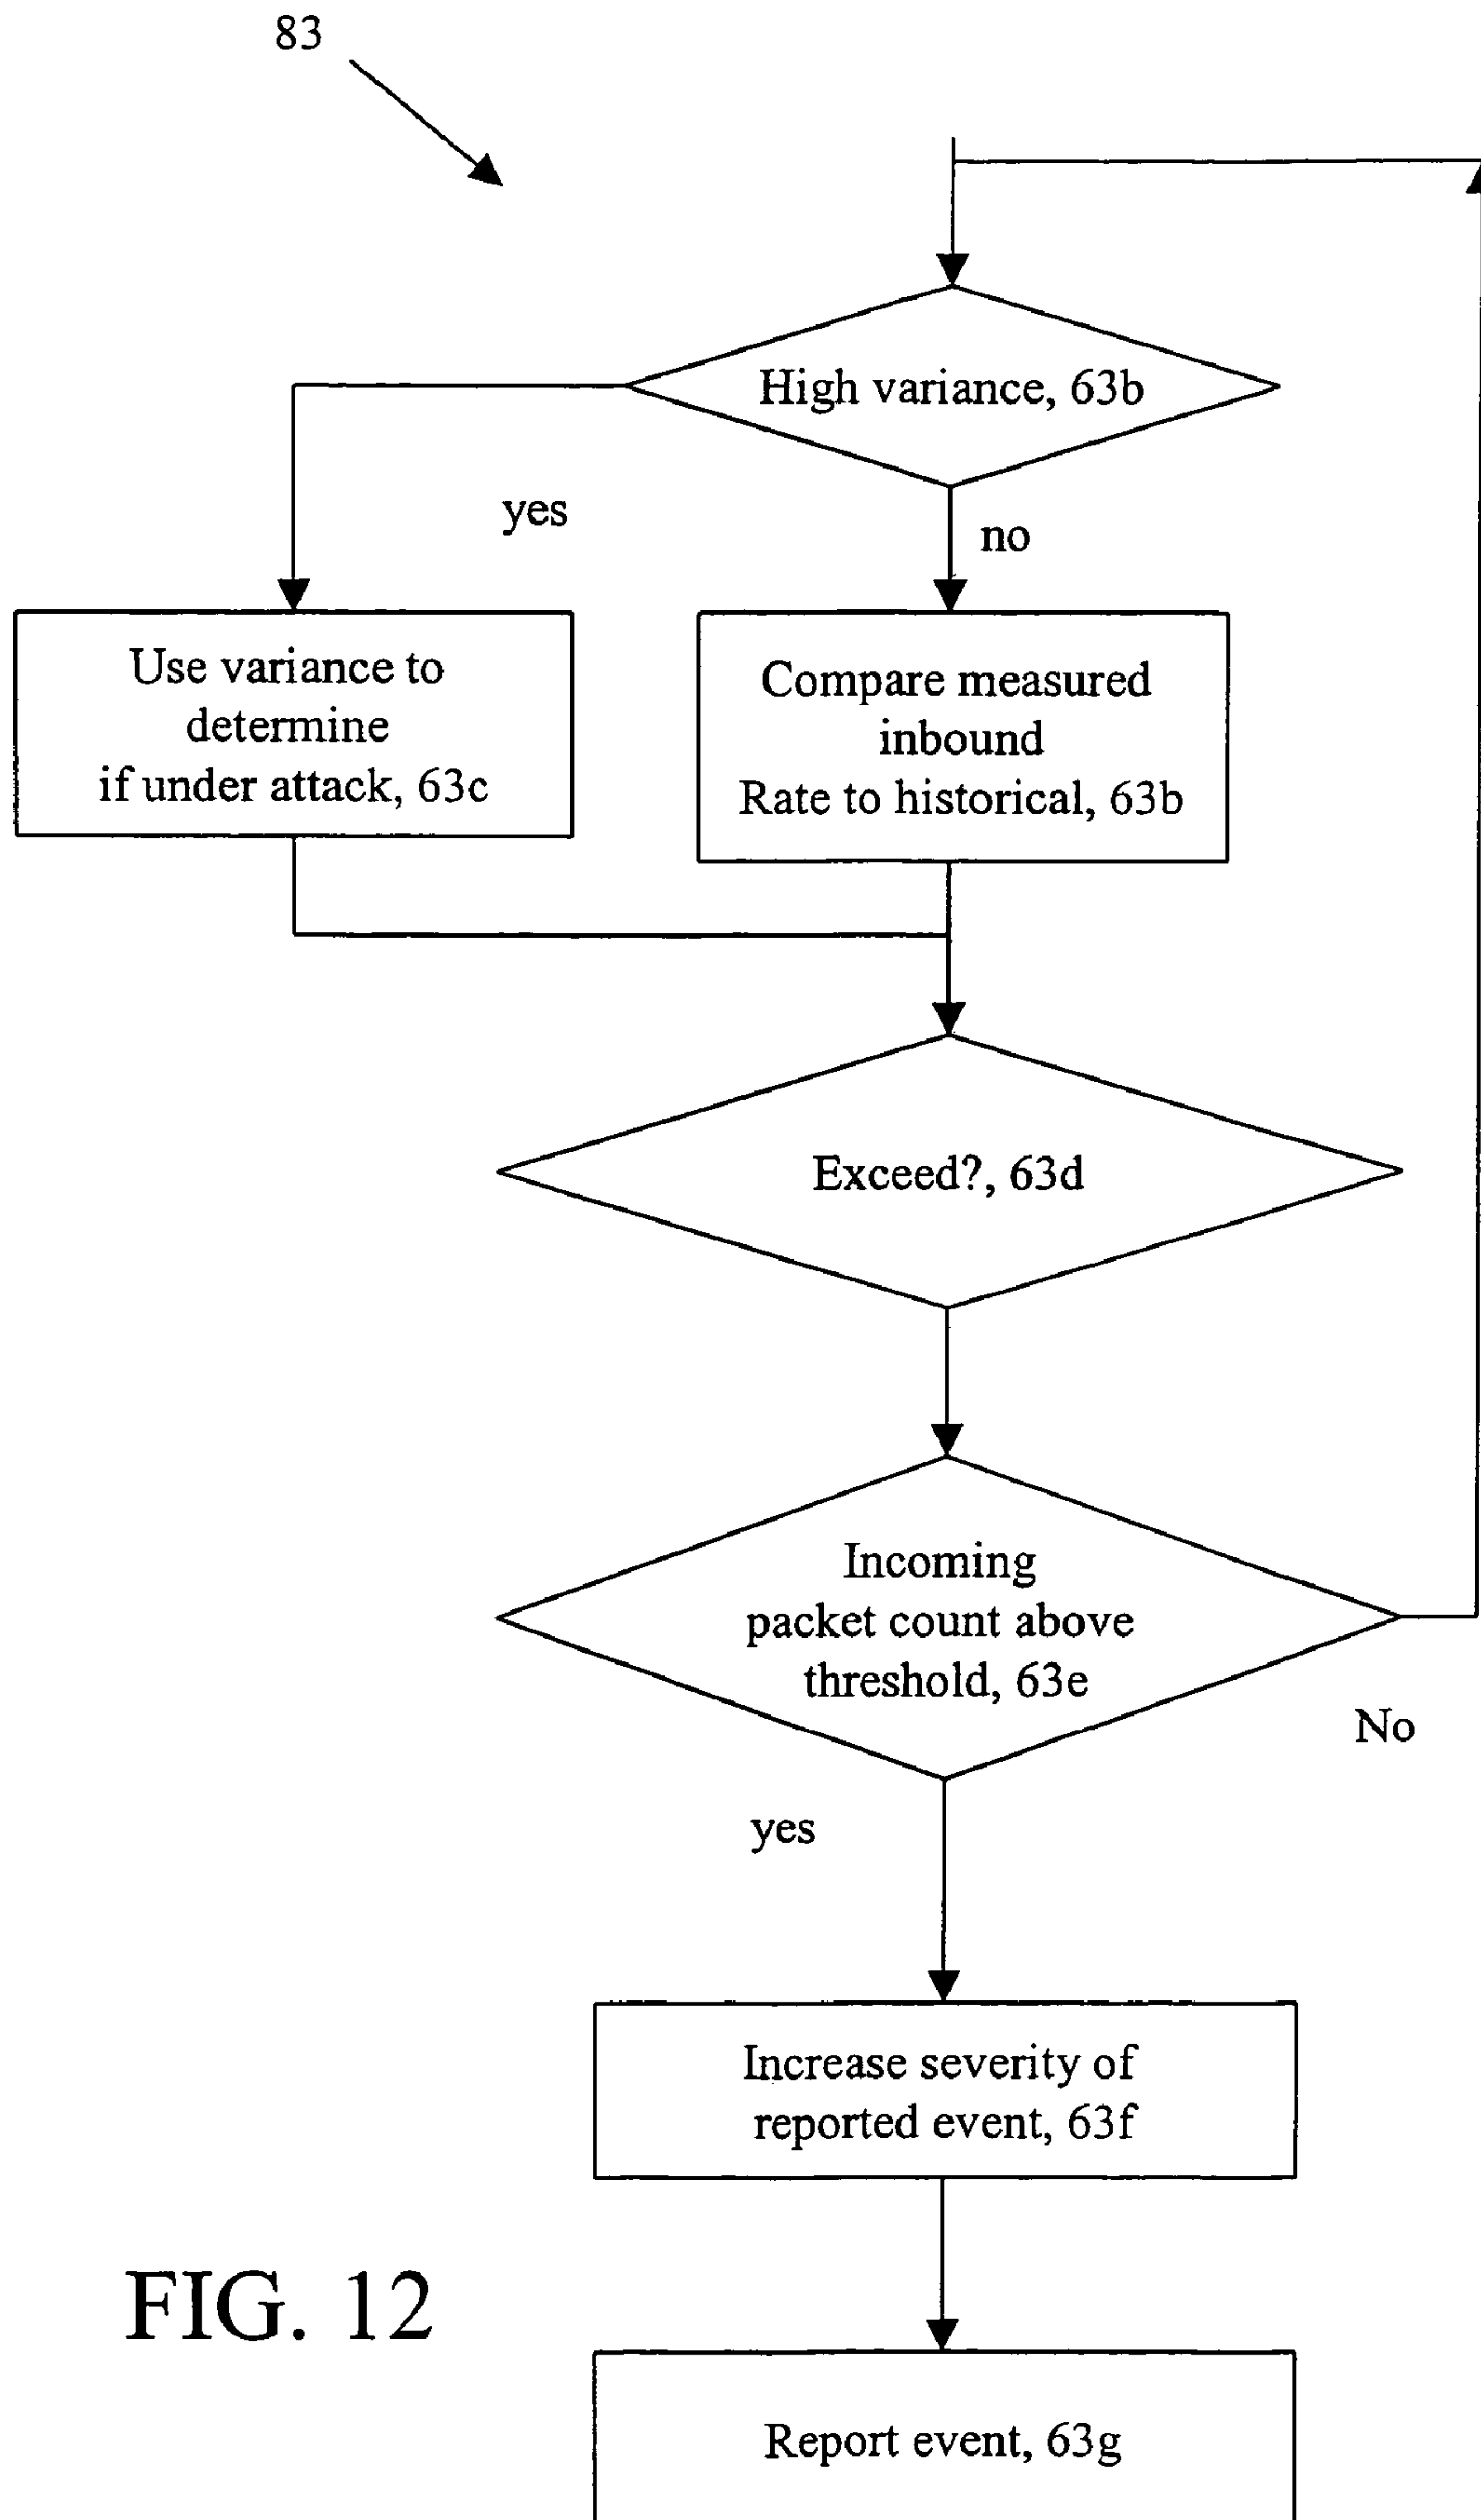 83
High variance, 63b
yes
no
Use variance to
determine
if under attack, 63c
Compare measured
inbound
Rate to historical, 63b
Exceed?, 63d
Incoming
packet count above
threshold, 63e
No
yes
Increase severity of
reported event, 63f
FIG. 12
Report event, 63g